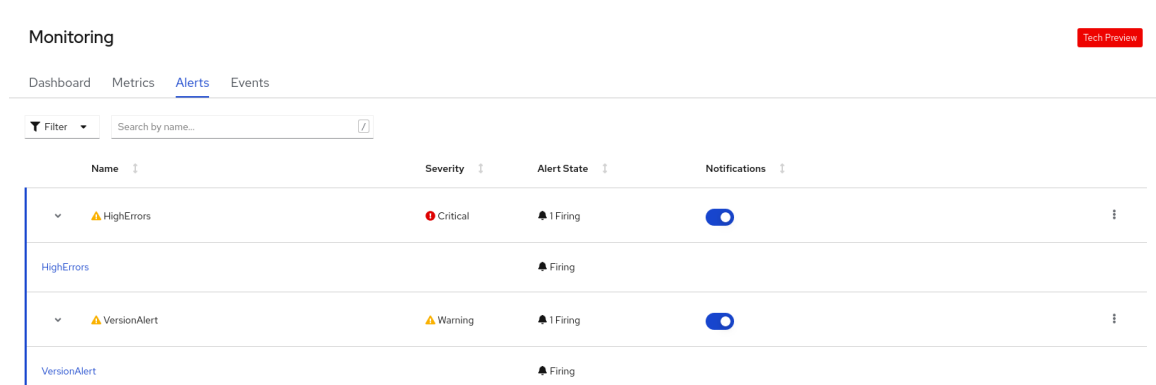 Monitoring
Tech Preview
Dashboard Metrics Alerts Events
Filter Search by name... /
Name Severity Alert State Notifications
HighErrors Critical 1 Firing
HighErrors Firing
VersionAlert Warning 1 Firing
VersionAlert Firing